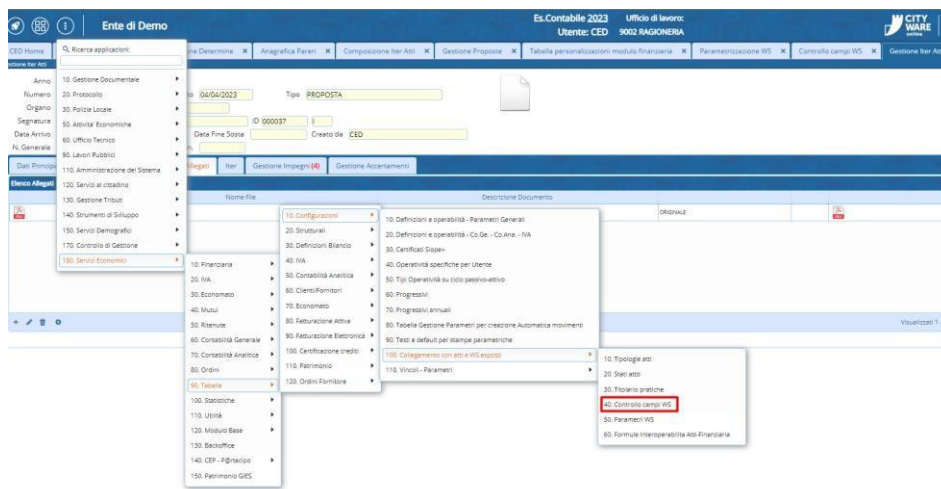 Ente di Demo
Es.Contabile 2023
Ufficio di lavoro:
Utente: CED
9002 RAGIONERIA
CITY
WARE
online
CED Home
ne Determine
Anagrafica Pareri
Composizione Iter Atti
Gestione Proposte
Tabella personalizzazioni modulo finanziaria
Parametrizzazione WS
Controllo campi WS
Gestione Iter Att
estione Iter Atti
Ricerca applicazioni:
Anno
Numero
04/04/2023
Tipo
PROPOSTA
Organo
Segnatura
ID
000037
Data Arrivo
Data Fine Soste
Creato da
CED
N. Generale
n.
Dati Principa
Allegati
Iter
Gestione Impegni (4)
Gestione Accertamenti
Elenco Allegati
Nome File
Descrizione Documento
ORIGINALE
Visualizzati 1
10. Gestione Documentale
20. Protocollo
30. Polizia Locale
50. Attivita' Economiche
60. Ufficio Tecnico
90. Lavori Pubblici
110. Amministrazione del Sistema
120. Servizi al cittadino
130. Gestione Tributi
140. Strumenti di Sviluppo
150. Servizi Demografici
170. Controllo di Gestione
180. Servizi Economici
10. Finanziaria
20. IVA
30. Economato
40. Mutui
50. Ritenute
60. Contabilità Generale
70. Contabilità Analitica
80. Ordini
90. Tabelle
100. Statistiche
110. Utilità
120. Modulo Base
130. Backoffice
140. CEP - P@rtecipo
150. Patrimonio GIES
10. Configurazioni
20. Strutturali
30. Definizioni Bilancio
40. IVA
50. Contabilità Analitica
60. Clienti/Fornitori
70. Economato
80. Fatturazione Attiva
90. Fatturazione Elettronica
100. Certificazione crediti
110. Patrimonio
120. Ordini Fornitore
10. Definizioni e operabilità - Parametri Generali
20. Definizioni e operabilità - Co.Ge. - Co.Ana. - IVA
30. Certificati Siope+
40. Operatività specifiche per Utente
50. Tipi Operatività su ciclo passivo-attivo
60. Progressivi
70. Progressivi annuali
80. Tabella Gestione Parametri per creazione Automatica movimenti
90. Testi e default per stampe parametriche
100. Collegamento con atti e WS esposti
110. Vincoli - Parametri
10. Tipologie atti
20. Stati atto
30. Titolario pratiche
40. Controllo campi WS
50. Parametri WS
60. Formule Interoperabilita Atti-Finanziaria